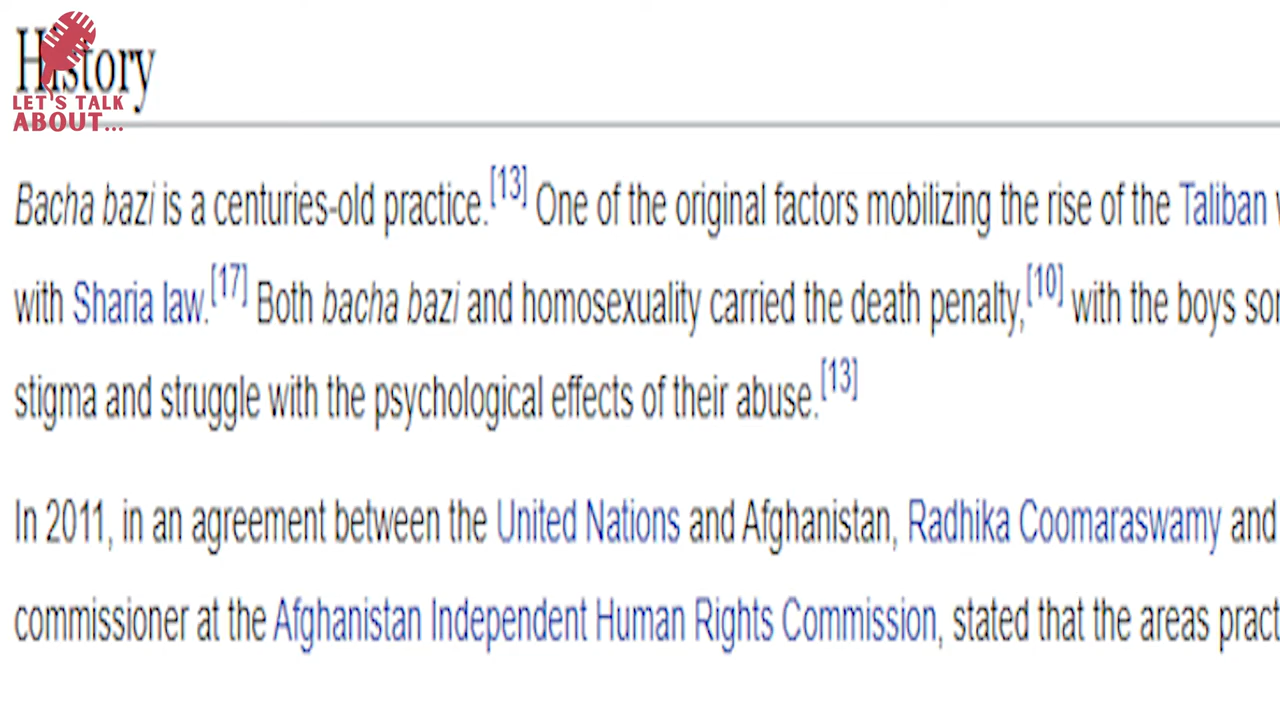 History
LET'S TALK
ABOUT...
Bacha bazi is a centuries-old practice.[13] One of the original factors mobilizing the rise of the Taliban
with Sharia law.[17] Both bacha bazi and homosexuality carried the death penalty,[10] with the boys
stigma and struggle with the psychological effects of their abuse.[13]
In 2011, in an agreement between the United Nations and Afghanistan, Radhika Coomaraswamy and
commissioner at the Afghanistan Independent Human Rights Commission, stated that the areas